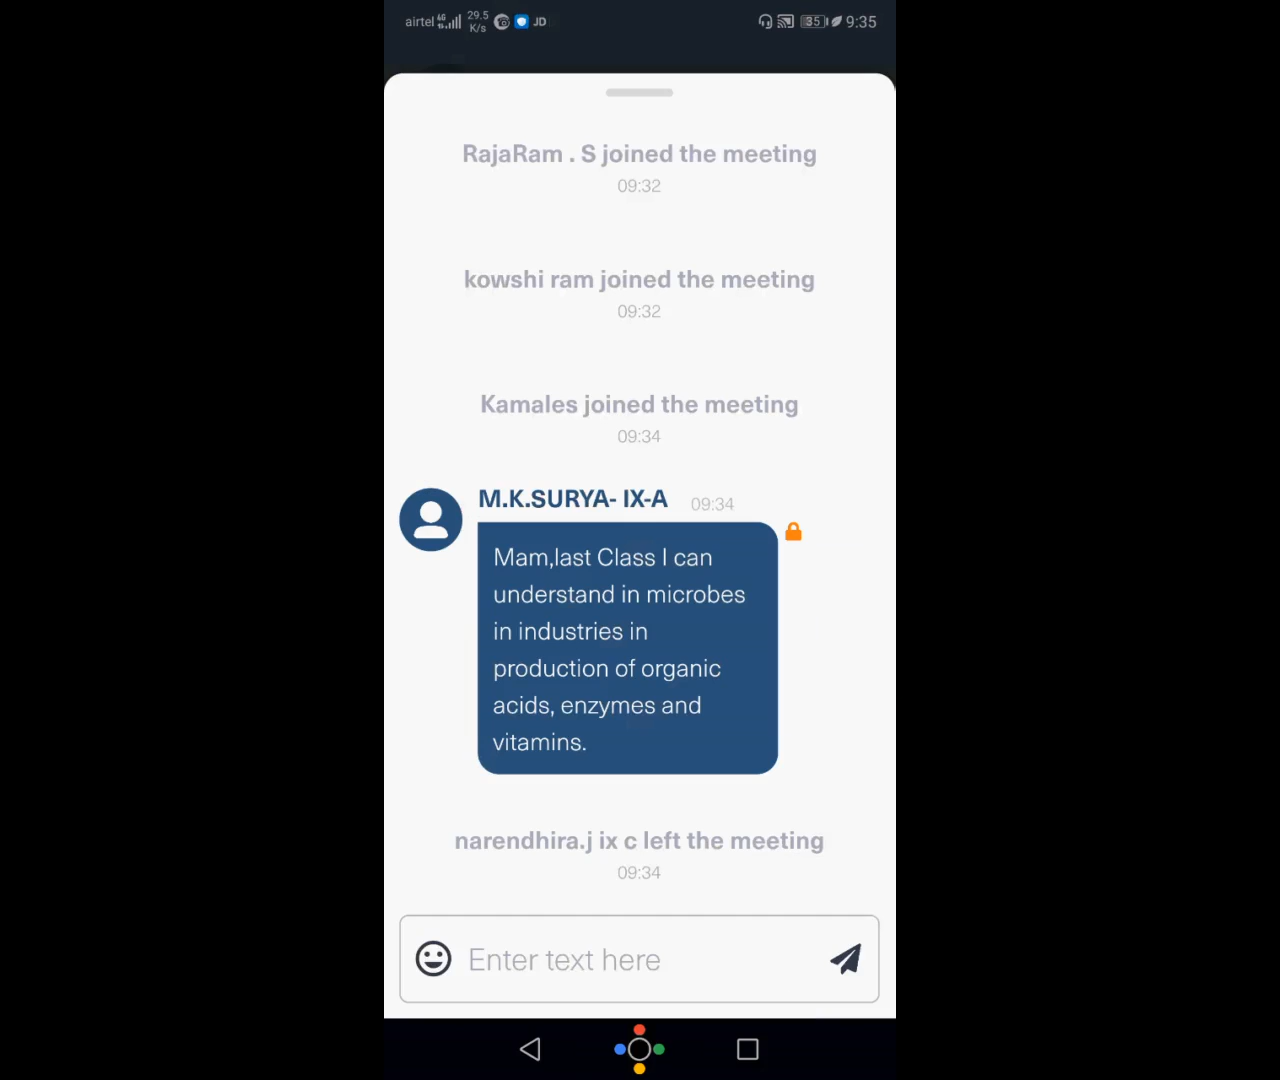 airtel 4G 29.5 K/s JD 35 9:35
RajaRam . S joined the meeting
09:32
kowshi ram joined the meeting
09:32
Kamales joined the meeting
09:34
M.K.SURYA- IX-A 09:34
Mam,last Class I can
understand in microbes
in industries in
production of organic
acids, enzymes and
vitamins.
narendhira.j ix c left the meeting
09:34
Enter text here